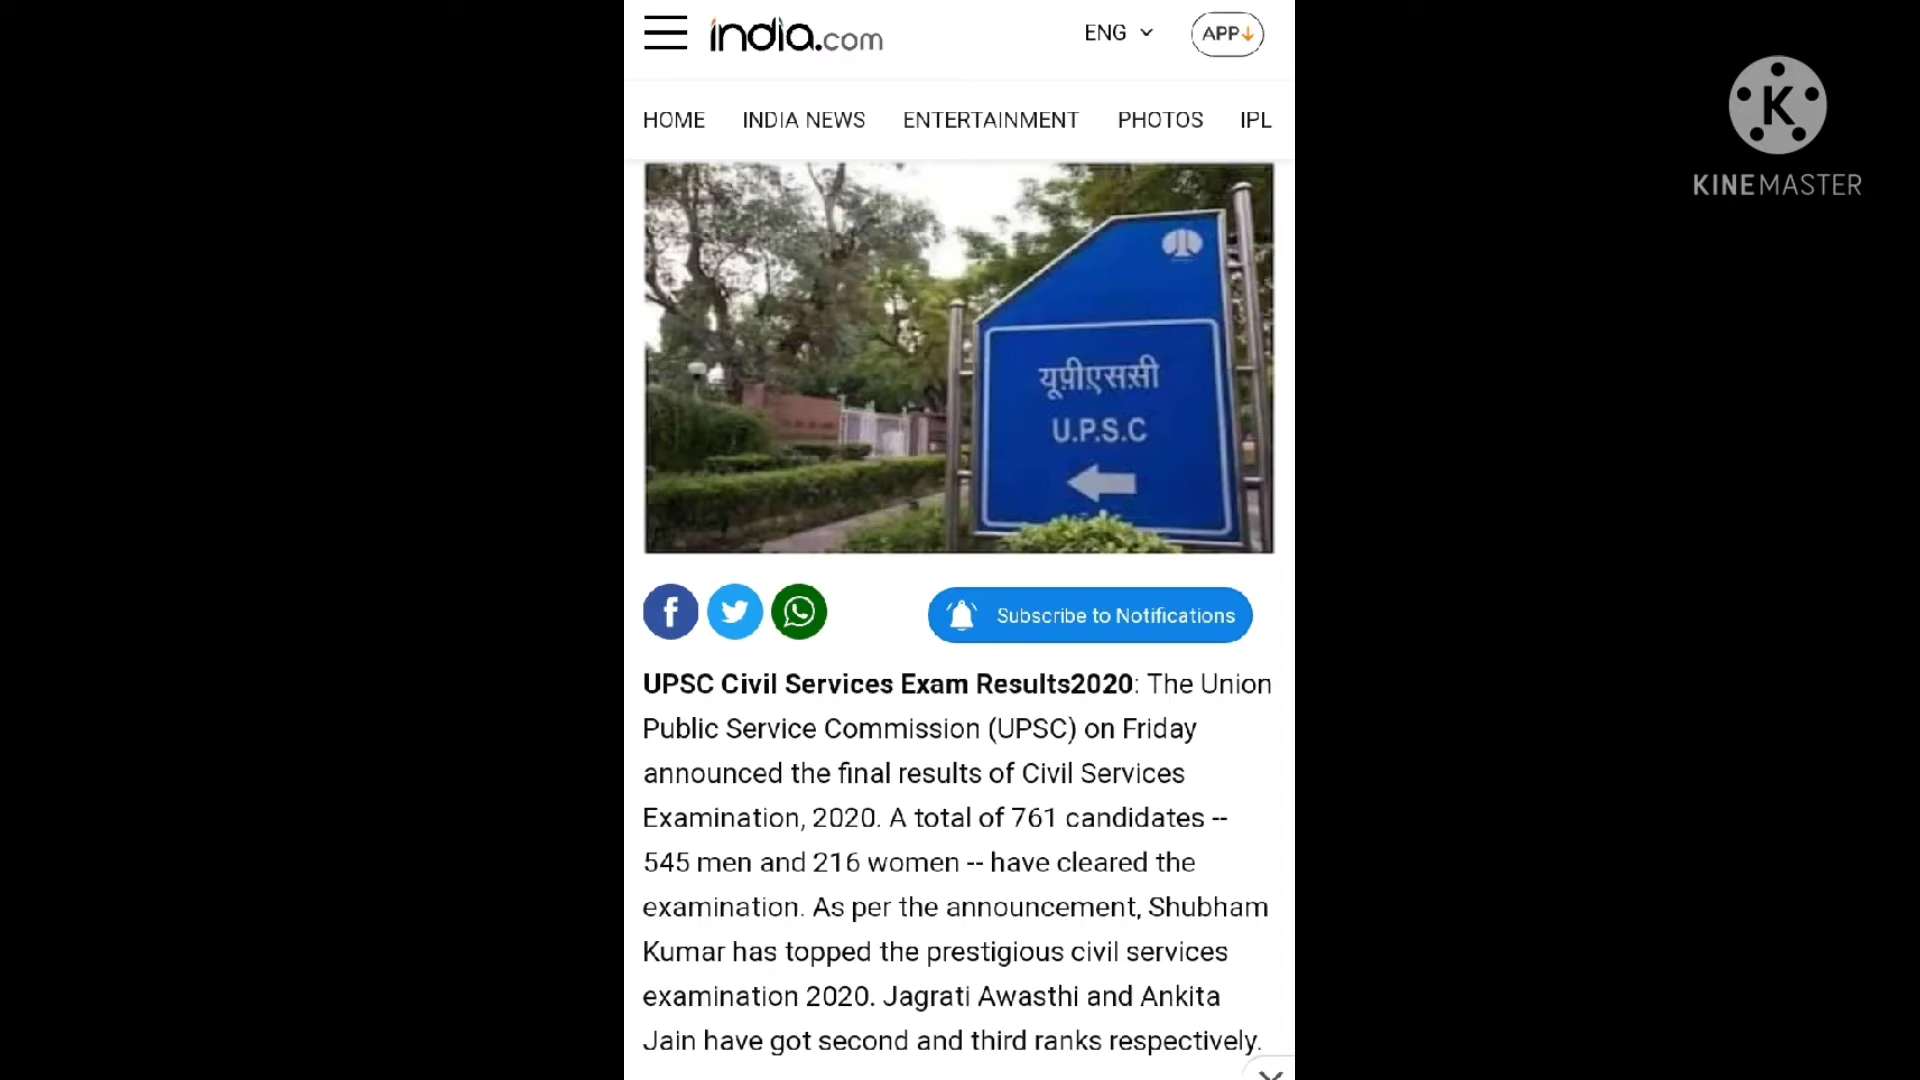 india.com
ENG
APP
HOME INDIA NEWS ENTERTAINMENT PHOTOS IPL
K
KINEMASTER
यूपीएससी
U.P.S.C
Subscribe to Notifications
UPSC Civil Services Exam Results2020: The Union
Public Service Commission (UPSC) on Friday
announced the final results of Civil Services
Examination, 2020. A total of 761 candidates --
545 men and 216 women -- have cleared the
examination. As per the announcement, Shubham
Kumar has topped the prestigious civil services
examination 2020. Jagrati Awasthi and Ankita
Jain have got second and third ranks respectively.